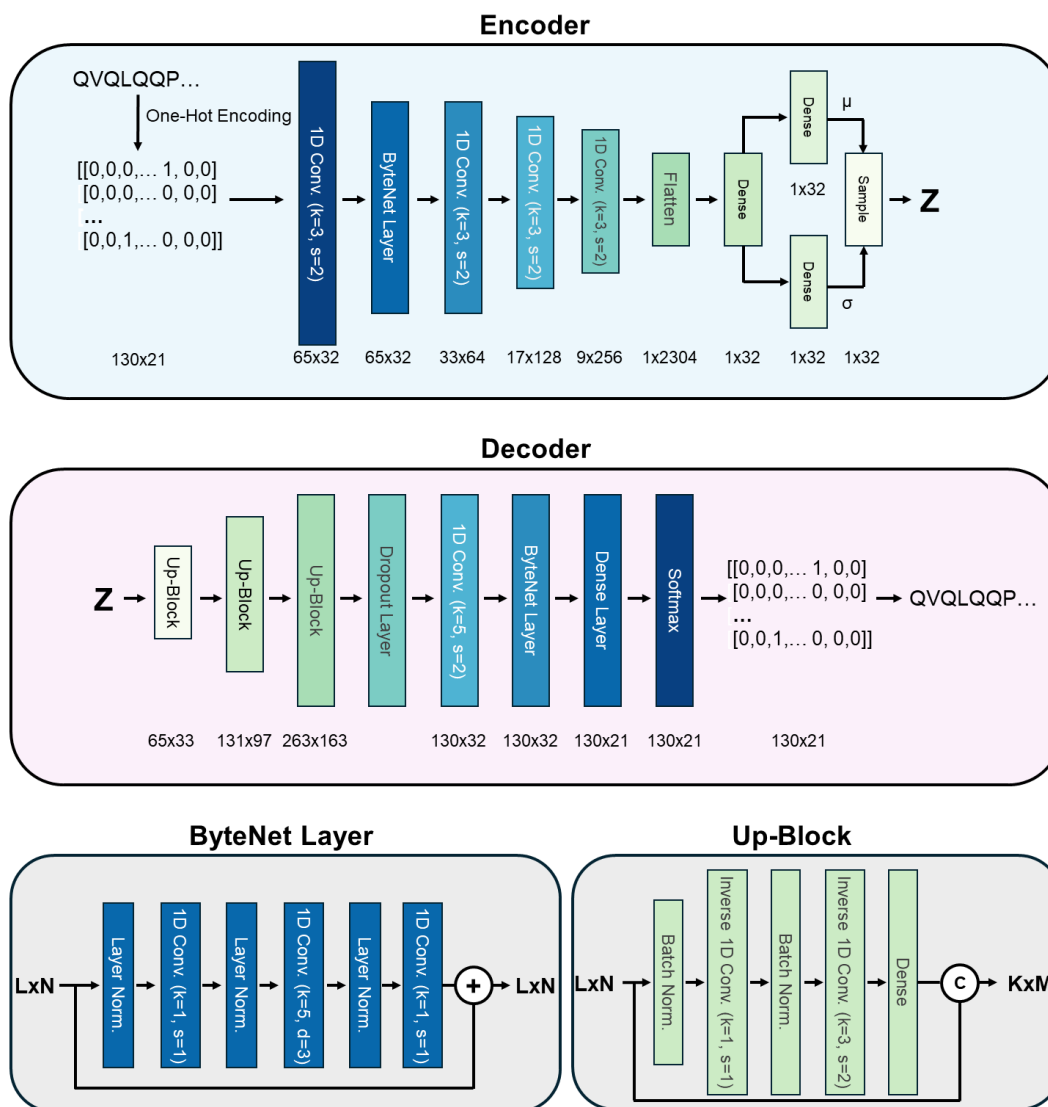 Encoder
QVQLQQP...
One-Hot Encoding
[[0,0,0,... 1, 0,0]
[0,0,0,... 0, 0,0]
...
[0,0,1,... 0, 0,0]]
130x21
1D Conv. (k=3, s=2)
65x32
ByteNet Layer
65x32
1D Conv. (k=3, s=2)
33x64
1D Conv. (k=3, s=2)
17x128
1D Conv. (k=3, s=2)
9x256
Flatten
1x2304
Dense
1x32
Dense
μ
1x32
Dense
σ
1x32
Sample
1x32
Z
Decoder
Z
Up-Block
65x33
Up-Block
131x97
Up-Block
263x163
Dropout Layer
1D Conv. (k=5, s=2)
130x32
ByteNet Layer
130x32
Dense Layer
130x21
Softmax
130x21
[[0,0,0,... 1, 0,0]
[0,0,0,... 0, 0,0]
...
[0,0,1,... 0, 0,0]]
130x21
QVQLQQP...
ByteNet Layer
LxN
Layer Norm.
1D Conv. (k=1, s=1)
Layer Norm.
1D Conv. (k=5, d=3)
Layer Norm.
1D Conv. (k=1, s=1)
+
LxN
Up-Block
LxN
Batch Norm.
Inverse 1D Conv. (k=1, s=1)
Batch Norm.
Inverse 1D Conv. (k=3, s=2)
Dense
C
KxM